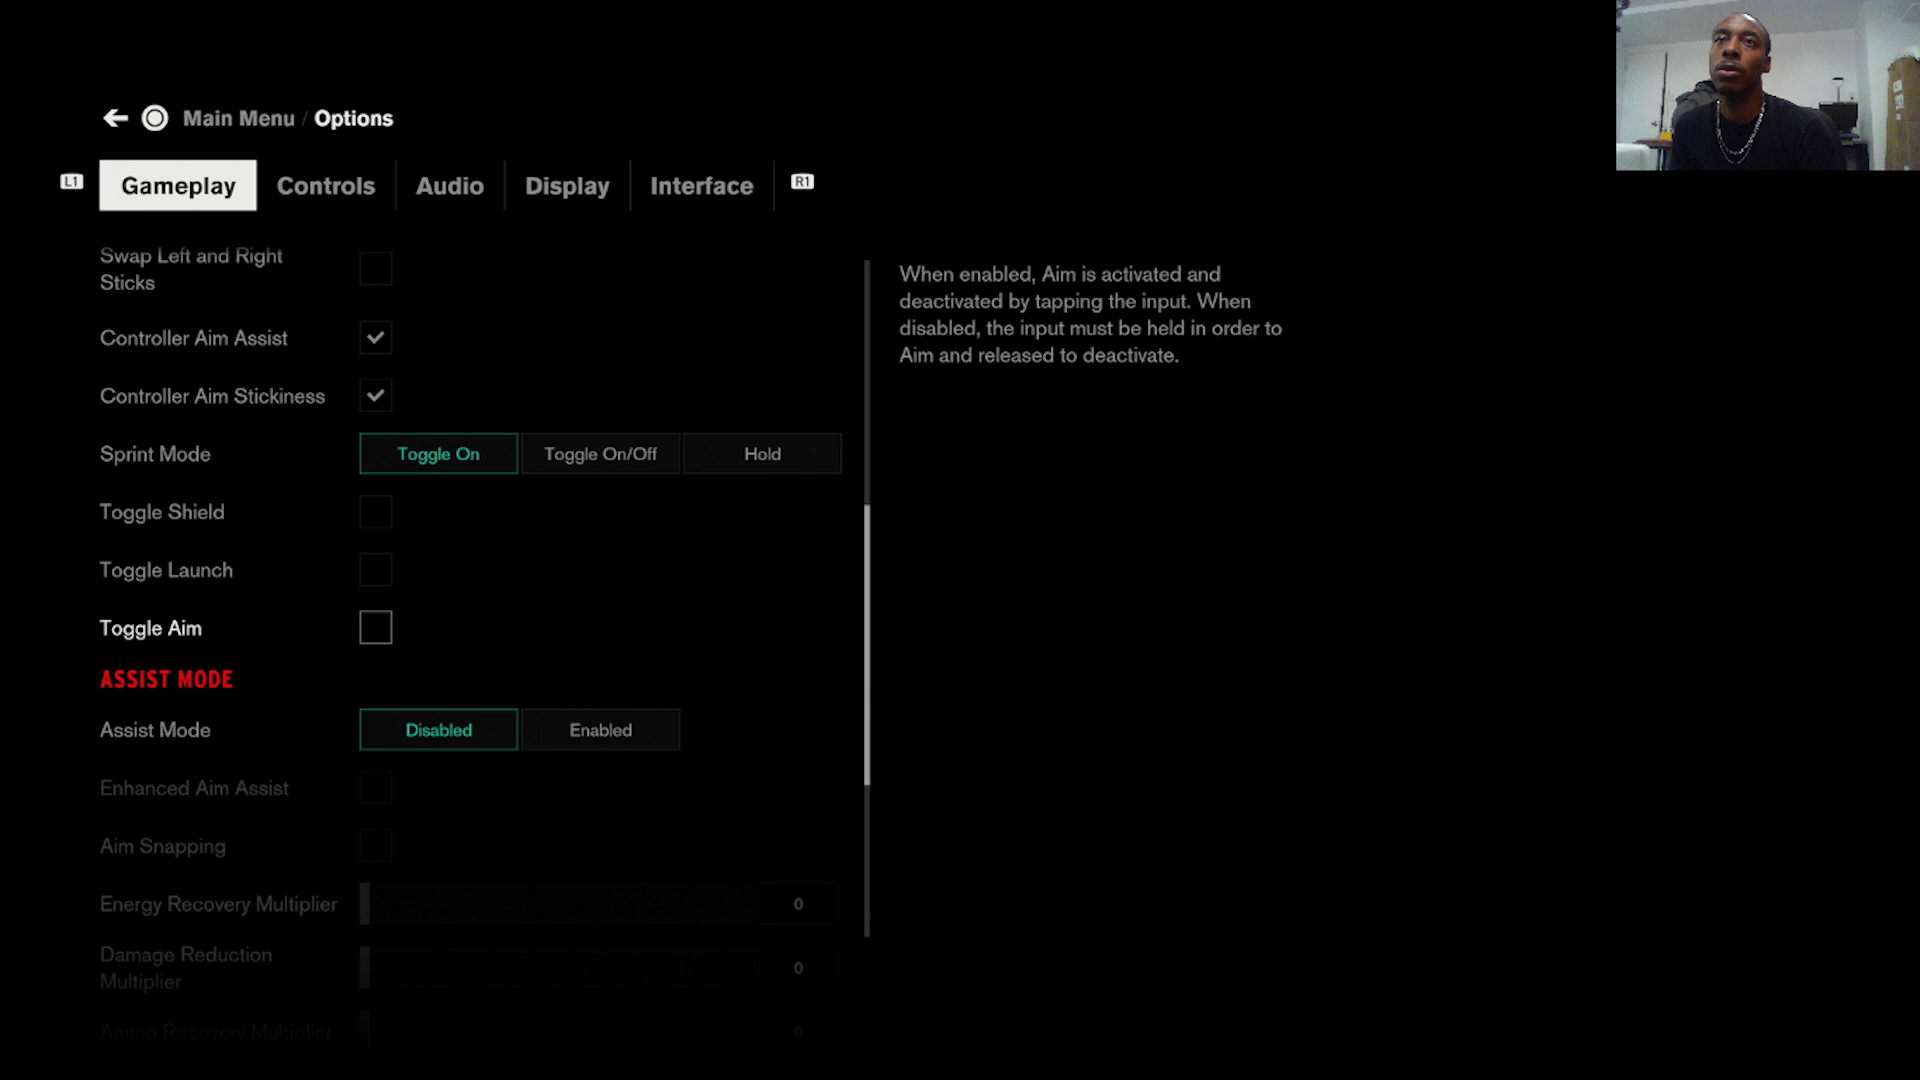 Main Menu / Options
L1 Gameplay Controls Audio Display Interface R1
Swap Left and Right
Sticks
Controller Aim Assist
Controller Aim Stickiness
Sprint Mode Toggle On Toggle On/Off Hold
Toggle Shield
Toggle Launch
Toggle Aim
ASSIST MODE
Assist Mode Disabled Enabled
Enhanced Aim Assist
Aim Snapping
Energy Recovery Multiplier 0
Damage Reduction
Multiplier 0
Ammo Recovery Multiplier 0
When enabled, Aim is activated and
deactivated by tapping the input. When
disabled, the input must be held in order to
Aim and released to deactivate.